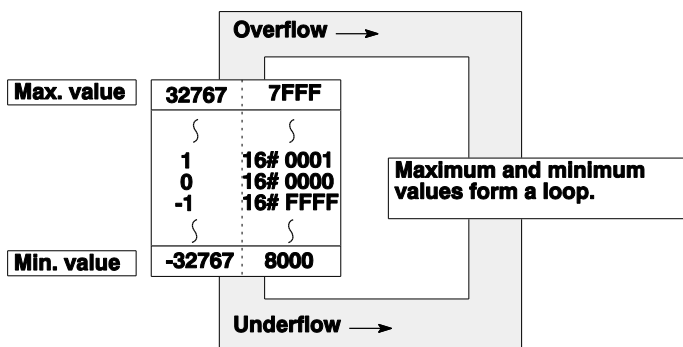 Overflow
Max. value
32767 7FFF
1 16# 0001
0 16# 0000
-1 16# FFFF
Maximum and minimum
values form a loop.
Min. value
-32767 8000
Underflow